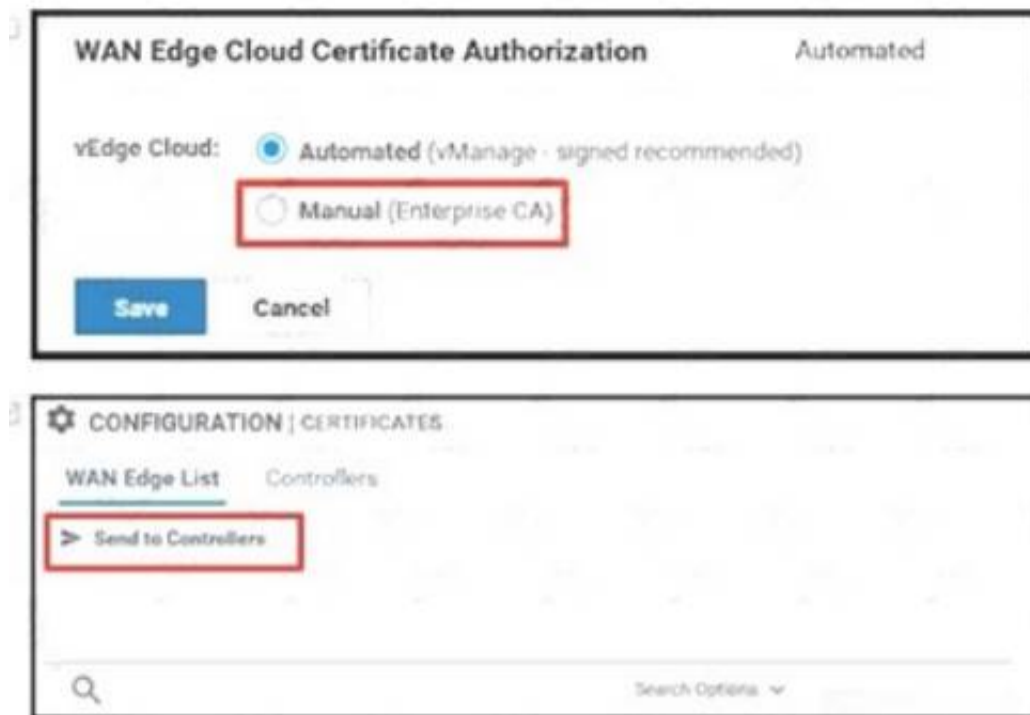 WAN Edge Cloud Certificate Authorization Automated
vEdge Cloud: Automated (vManage - signed recommended)
Manual (Enterprise CA)
Save Cancel
CONFIGURATION | CERTIFICATES
WAN Edge List Controllers
Send to Controllers
Search Options